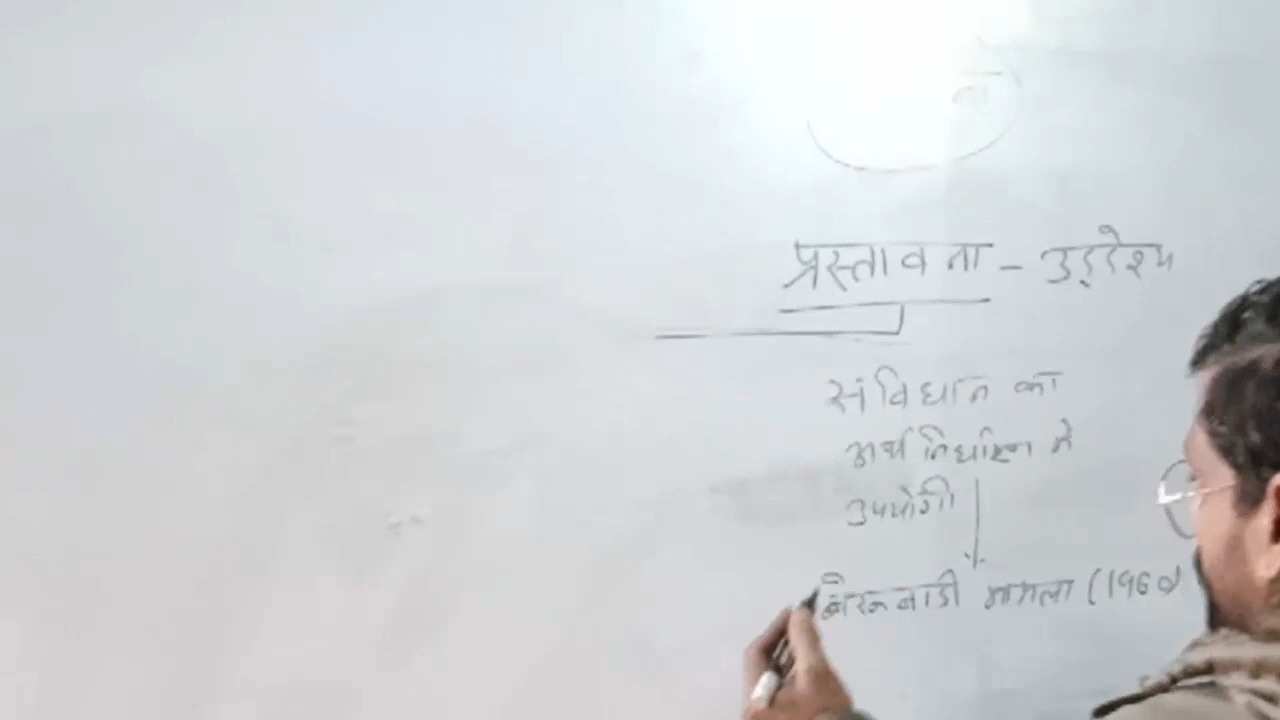 प्रस्तावना - उद्देश्य
संविधान का
अर्थ निर्धारण में
उपयोगी
बेरुबाडी मामला (1960)